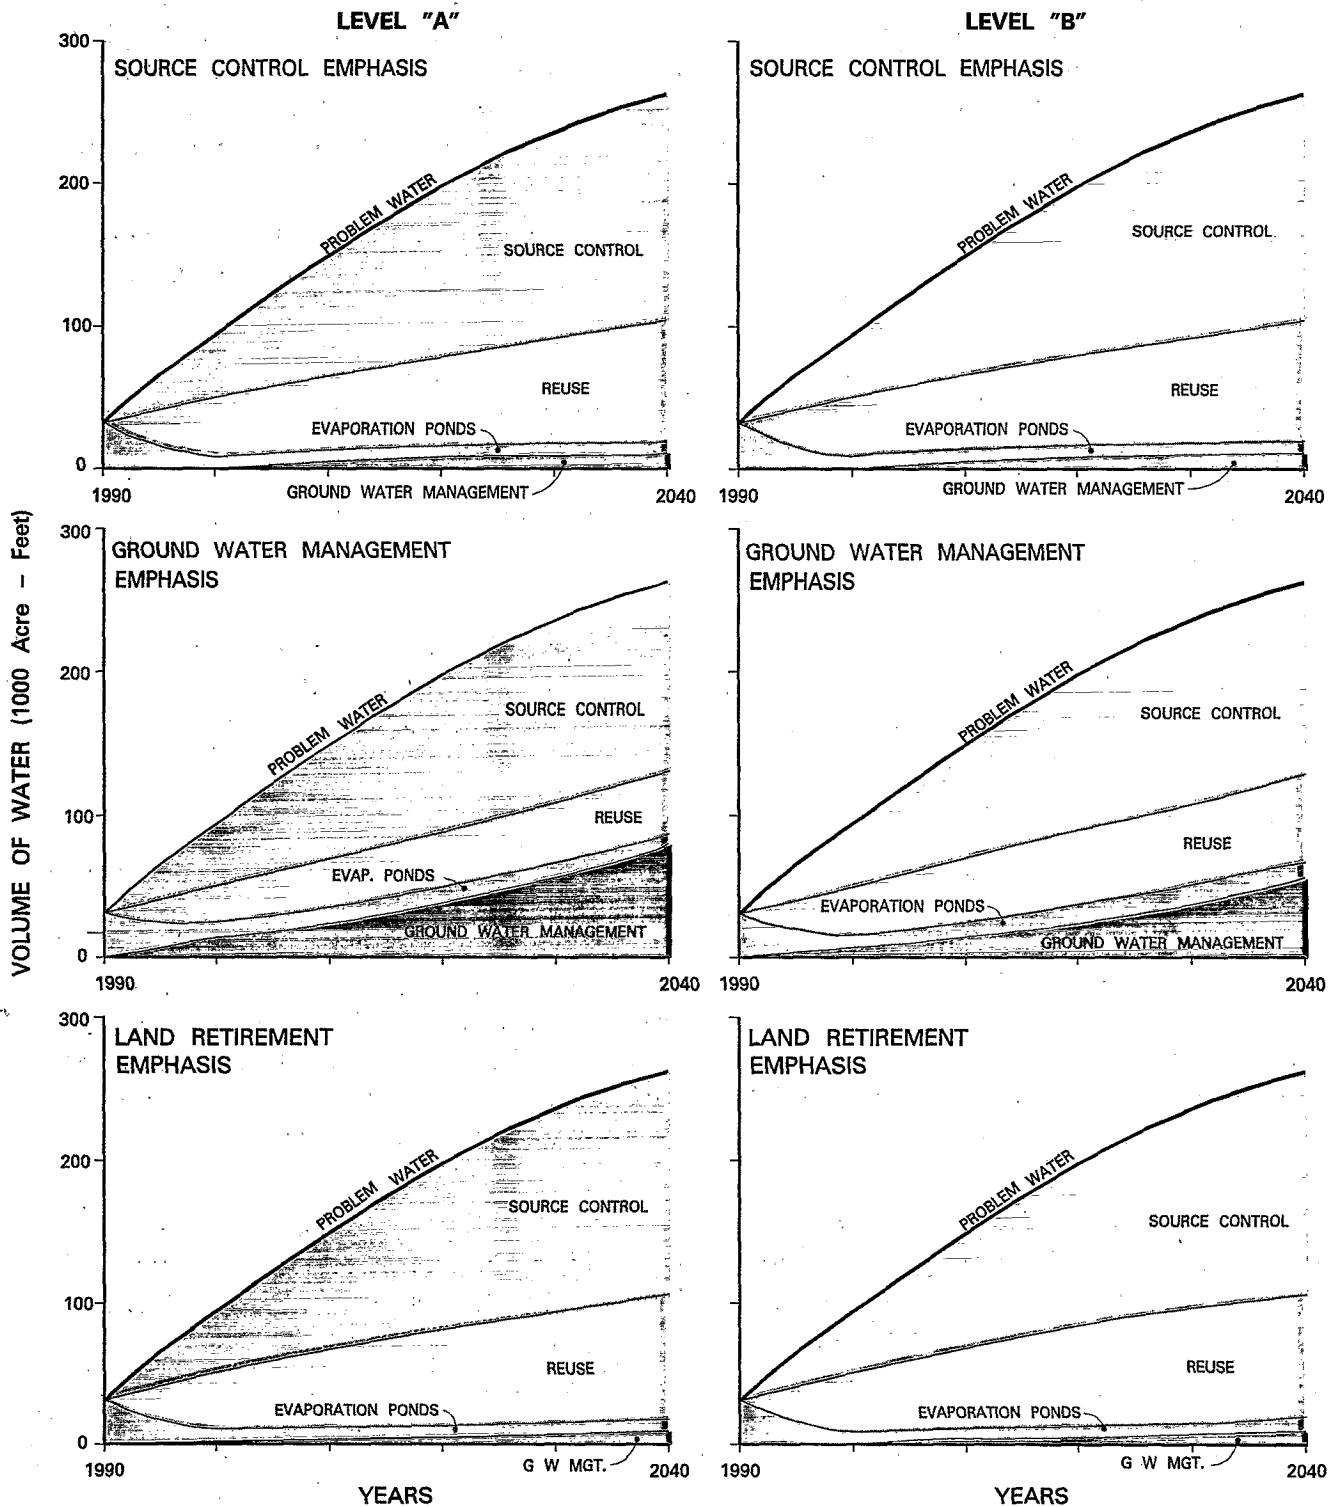 LEVEL "A"
LEVEL "B"
300
SOURCE CONTROL EMPHASIS
200
PROBLEM WATER
SOURCE CONTROL
100
REUSE
EVAPORATION PONDS
0
1990
GROUND WATER MANAGEMENT
2040
SOURCE CONTROL EMPHASIS
PROBLEM WATER
SOURCE CONTROL
REUSE
EVAPORATION PONDS
1990
GROUND WATER MANAGEMENT
2040
VOLUME OF WATER (1000 Acre - Feet)
300
GROUND WATER MANAGEMENT
EMPHASIS
200
PROBLEM WATER
SOURCE CONTROL
100
REUSE
EVAP. PONDS
GROUND WATER MANAGEMENT
0
1990
2040
GROUND WATER MANAGEMENT
EMPHASIS
PROBLEM WATER
SOURCE CONTROL
REUSE
EVAPORATION PONDS
GROUND WATER MANAGEMENT
1990
2040
300
LAND RETIREMENT
EMPHASIS
200
PROBLEM WATER
SOURCE CONTROL
100
REUSE
EVAPORATION PONDS
0
G W MGT.
1990
2040
YEARS
LAND RETIREMENT
EMPHASIS
PROBLEM WATER
SOURCE CONTROL
REUSE
EVAPORATION PONDS
G W MGT.
1990
2040
YEARS